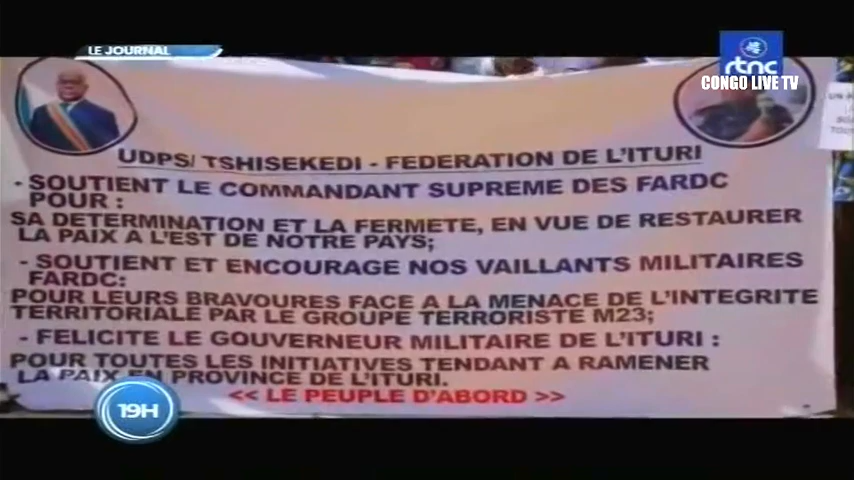 LE JOURNAL
rtnc
CONGO LIVE TV
UDPS/ TSHISEKEDI - FEDERATION DE L'ITURI
- SOUTIENT LE COMMANDANT SUPREME DES FARDC
POUR :
SA DETERMINATION ET LA FERMETE, EN VUE DE RESTAURER
LA PAIX A L'EST DE NOTRE PAYS;
- SOUTIENT ET ENCOURAGE NOS VAILLANTS MILITAIRES
FARDC:
POUR LEURS BRAVOURES FACE A LA MENACE DE L'INTEGRITE
TERRITORIALE PAR LE GROUPE TERRORISTE M23;
- FELICITE LE GOUVERNEUR MILITAIRE DE L'ITURI :
POUR TOUTES LES INITIATIVES TENDANT A RAMENER
LA PAIX EN PROVINCE DE L'ITURI.
<< LE PEUPLE D'ABORD >>
19H